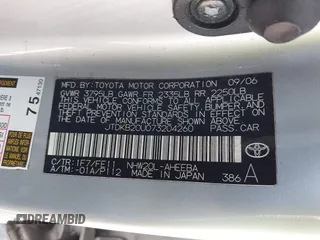 MFD. BY: TOYOTA MOTOR CORPORATION 09/06
GVWR 3795LB GAWR FR 2335LB RR 2250LB
THIS VEHICLE CONFORMS TO ALL APPLICABLE
FEDERAL MOTOR VEHICLE SAFETY, BUMPER, AND
THEFT PREVENTION STANDARDS IN EFFECT ON
THE DATE OF MANUFACTURE SHOWN ABOVE.
JTDKB20U073204260 PASS. CAR
C/TR: 1F7/FE11 NHW20L-AHEEBA
A/TM: -01A/P112 MADE IN JAPAN 386 A
75
47130
DREAMBID